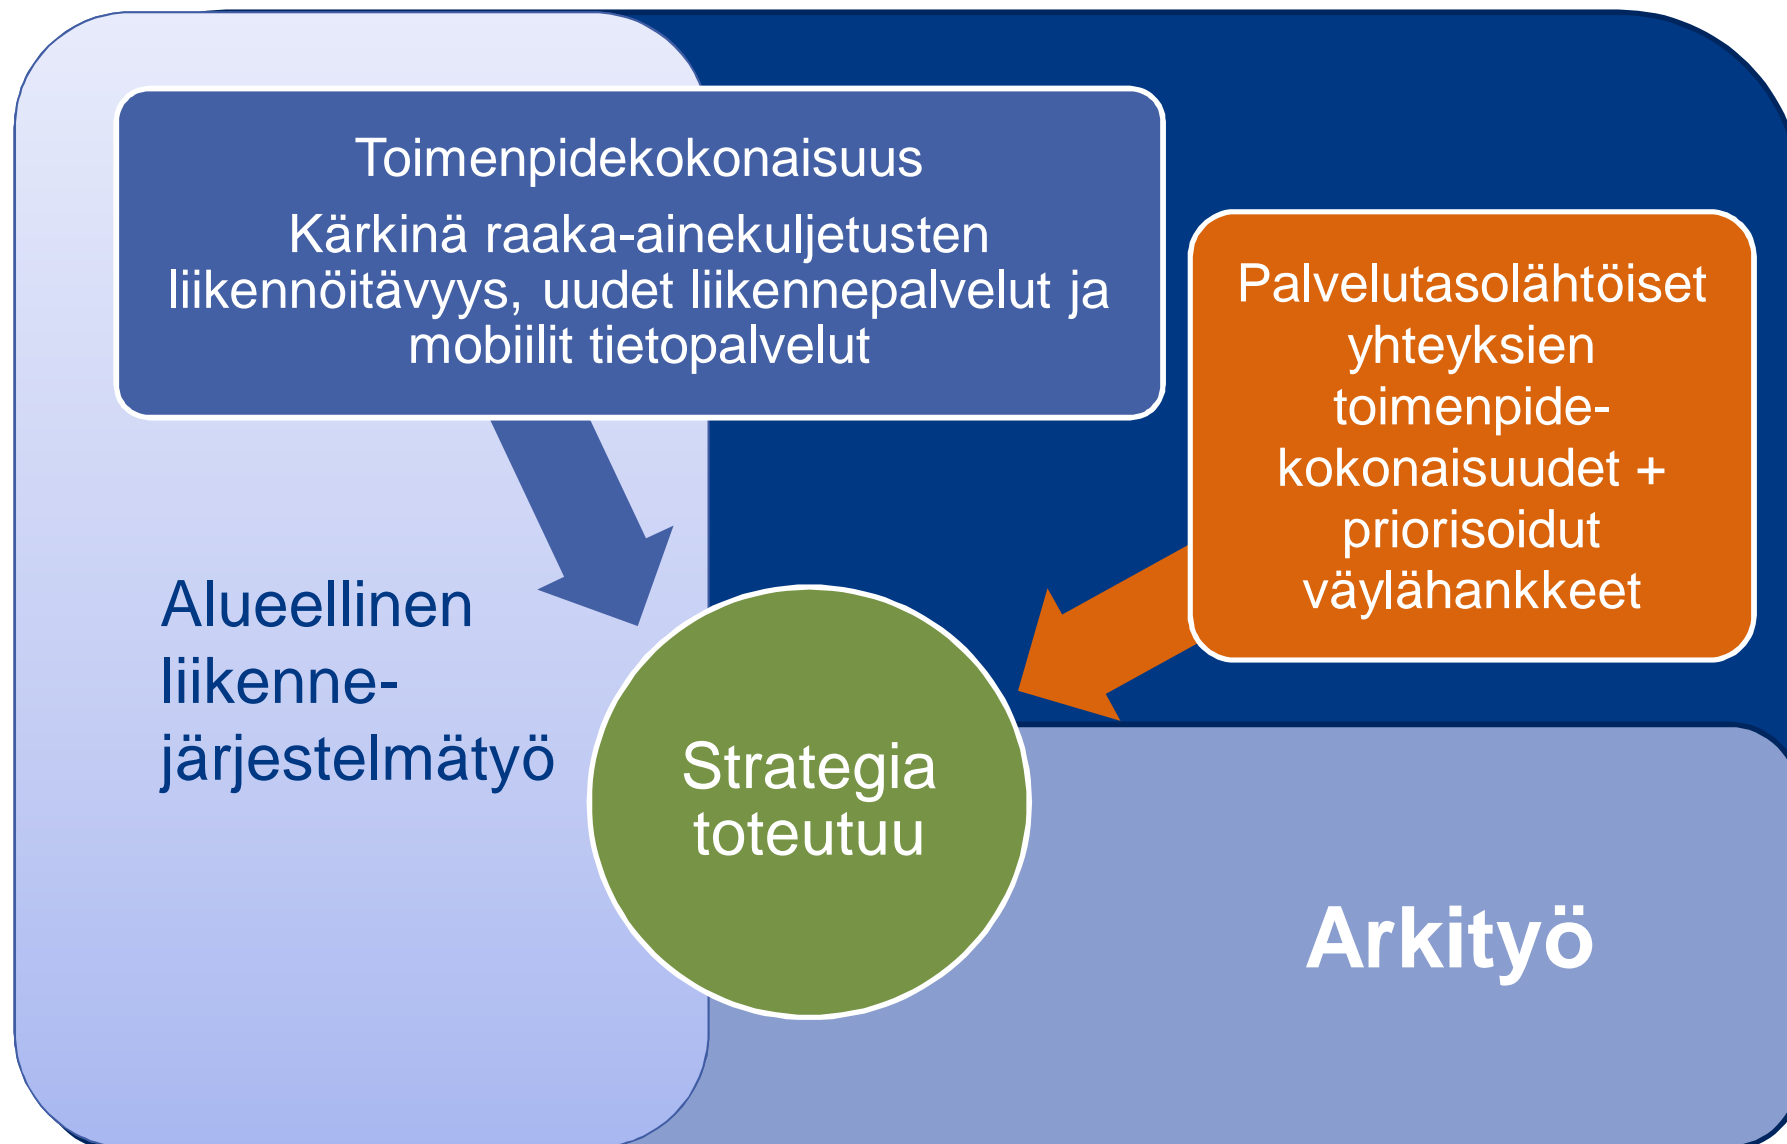 Toimenpidekokonaisuus
Kärkinä raaka-ainekuljetusten
liikennöitävyys, uudet liikennepalvelut ja
mobiilit tietopalvelut
Palvelutasolähtöiset
yhteyksien
toimenpide-
kokonaisuudet +
priorisoidut
väylähankkeet
Alueellinen
liikenne-
järjestelmätyö
Strategia
toteutuu
Arkityö